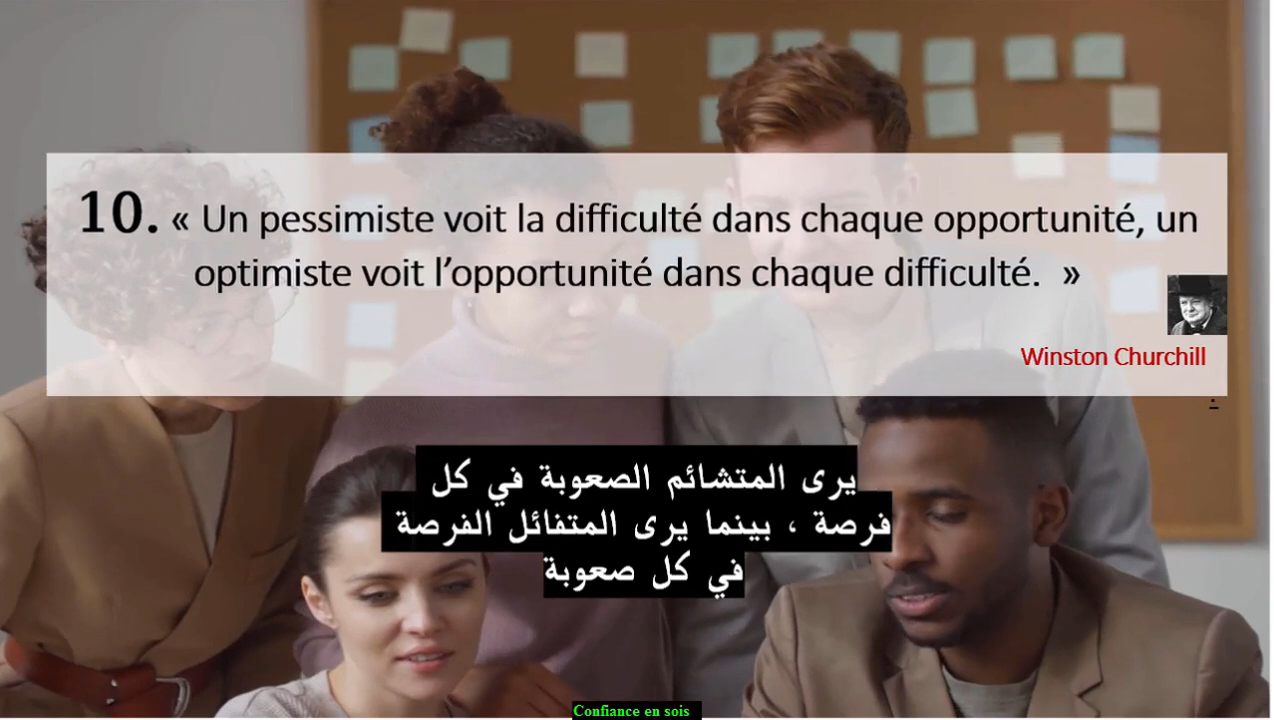 10. « Un pessimiste voit la difficulté dans chaque opportunité, un
optimiste voit l’opportunité dans chaque difficulté. »
Winston Churchill
يرى المتشائم الصعوبة في كل
فرصة ، بينما يرى المتفائل الفرصة
في كل صعوبة
Confiance en sois